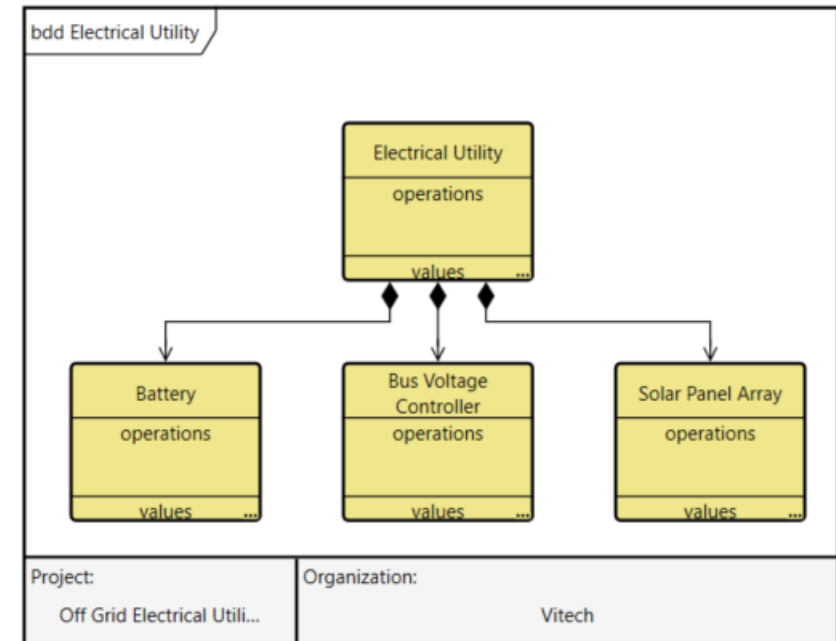 bdd Electrical Utility
Electrical Utility
operations
values ...
Battery
operations
values ...
Bus Voltage
Controller
operations
values ...
Solar Panel Array
operations
values ...
Project:
Off Grid Electrical Utili...
Organization:
Vitech